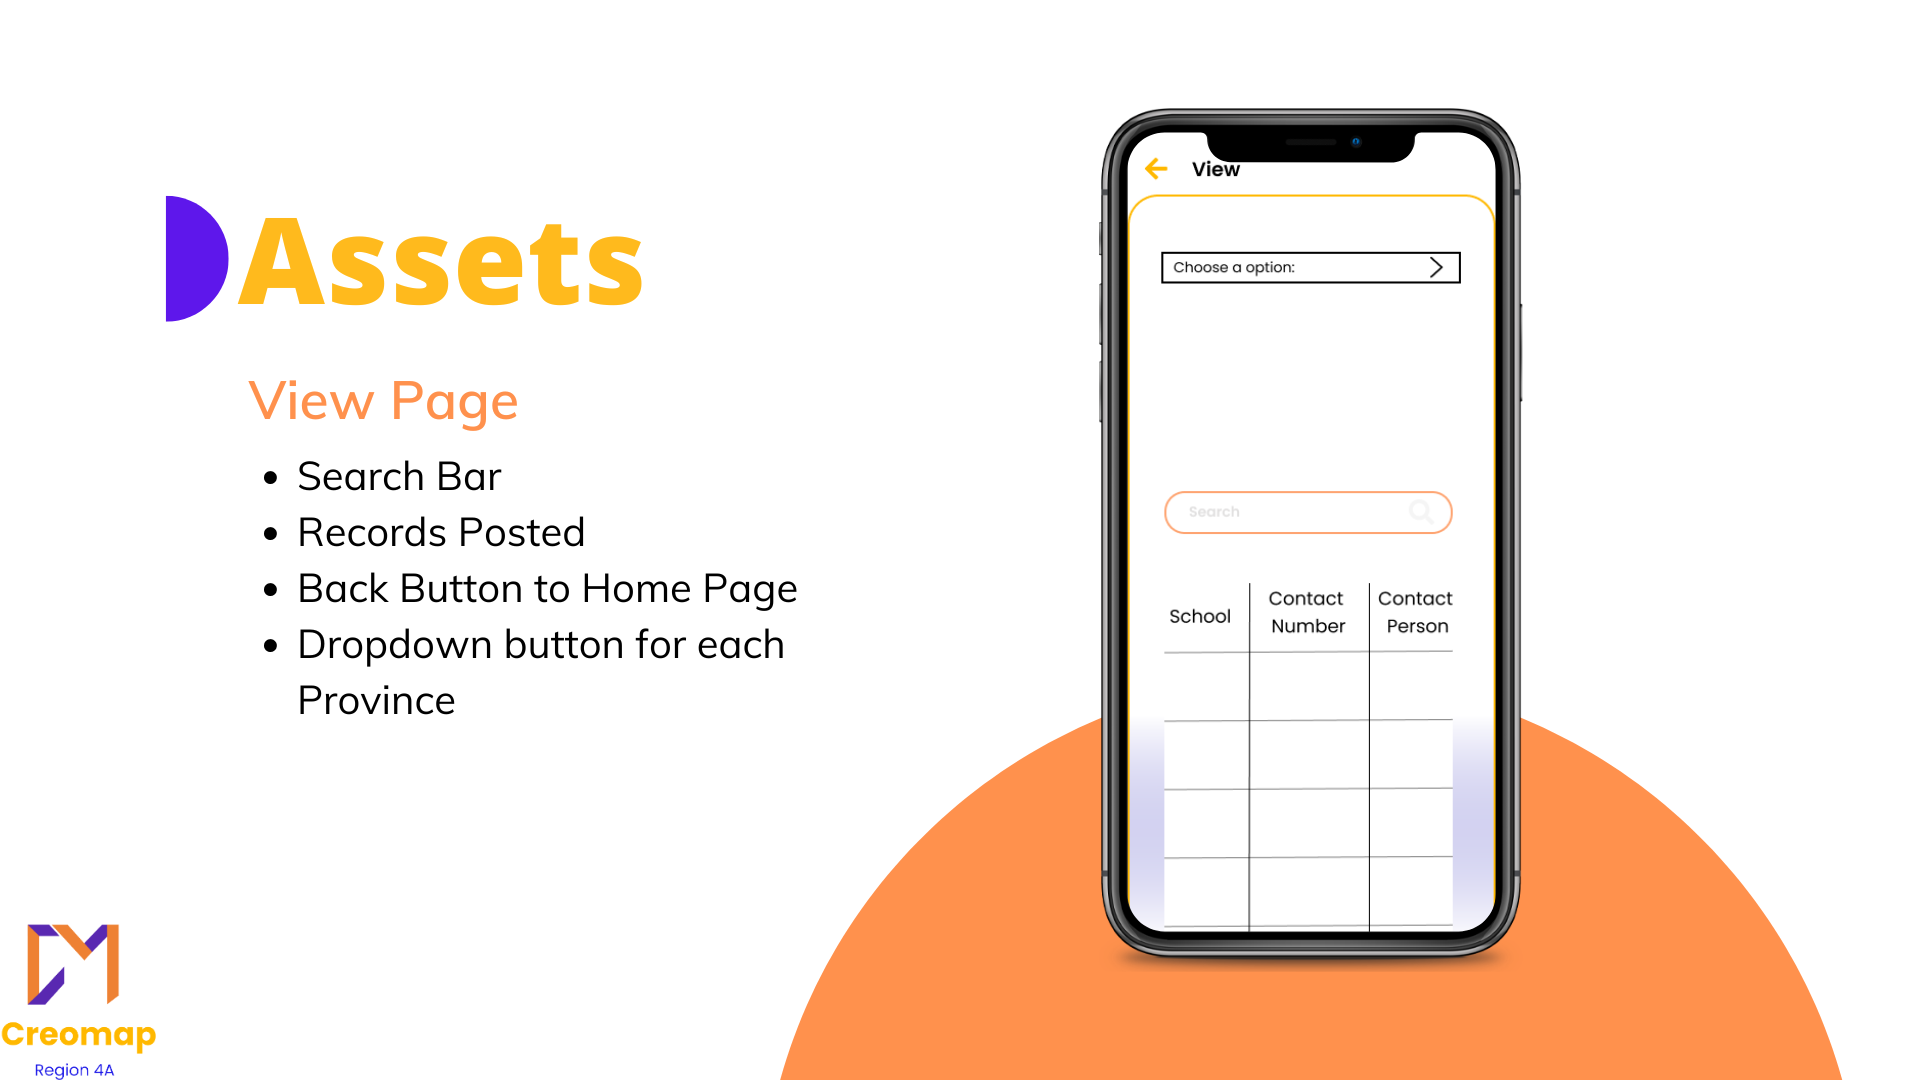 Assets
View Page
• Search Bar
• Records Posted
• Back Button to Home Page
• Dropdown button for each
Province
View
Choose a option:
Search
School
Contact
Number
Contact
Person
Creomap
Region 4A